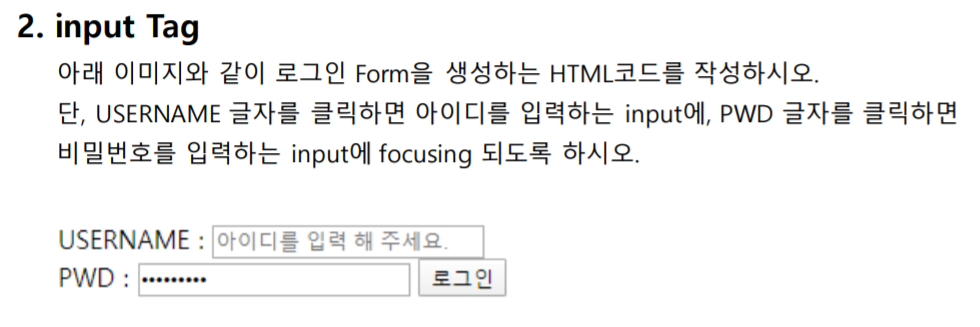 2. input Tag
아래 이미지와 같이 로그인 Form을 생성하는 HTML코드를 작성하시오.
단, USERNAME 글자를 클릭하면 아이디를 입력하는 input에, PWD 글자를 클릭하면
비밀번호를 입력하는 input에 focusing 되도록 하시오.
USERNAME : 아이디를 입력 해 주세요.
PWD : ••••••••• 로그인